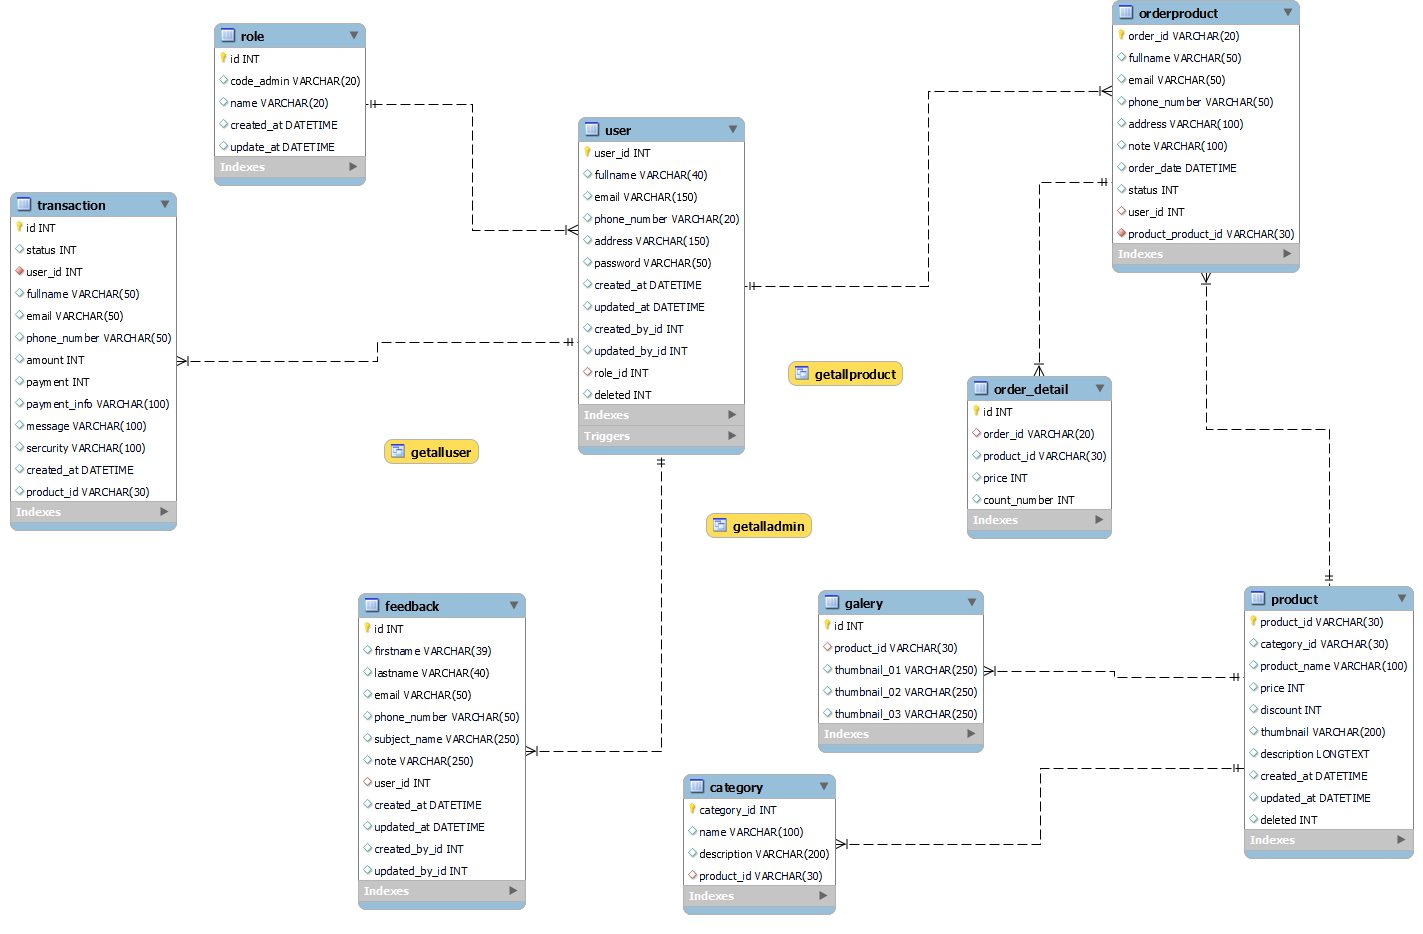 role
id INT
code_admin VARCHAR(20)
name VARCHAR(20)
created_at DATETIME
update_at DATETIME
Indexes
transaction
id INT
status INT
user_id INT
fullname VARCHAR(50)
email VARCHAR(50)
phone_number VARCHAR(50)
amount INT
payment INT
payment_info VARCHAR(100)
message VARCHAR(100)
sercurity VARCHAR(100)
created_at DATETIME
product_id VARCHAR(30)
Indexes
user
user_id INT
fullname VARCHAR(40)
email VARCHAR(150)
phone_number VARCHAR(20)
address VARCHAR(150)
password VARCHAR(50)
created_at DATETIME
updated_at DATETIME
created_by_id INT
updated_by_id INT
role_id INT
deleted INT
Indexes
Triggers
orderproduct
order_id VARCHAR(20)
fullname VARCHAR(50)
email VARCHAR(50)
phone_number VARCHAR(50)
address VARCHAR(100)
note VARCHAR(100)
order_date DATETIME
status INT
user_id INT
product_product_id VARCHAR(30)
Indexes
getallproduct
getalluser
getalladmin
order_detail
id INT
order_id VARCHAR(20)
product_id VARCHAR(30)
price INT
count_number INT
Indexes
feedback
id INT
firstname VARCHAR(39)
lastname VARCHAR(40)
email VARCHAR(50)
phone_number VARCHAR(50)
subject_name VARCHAR(250)
note VARCHAR(250)
user_id INT
created_at DATETIME
updated_at DATETIME
created_by_id INT
updated_by_id INT
Indexes
galery
id INT
product_id VARCHAR(30)
thumbnail_01 VARCHAR(250)
thumbnail_02 VARCHAR(250)
thumbnail_03 VARCHAR(250)
Indexes
category
category_id INT
name VARCHAR(100)
description VARCHAR(200)
product_id VARCHAR(30)
Indexes
product
product_id VARCHAR(30)
category_id VARCHAR(30)
product_name VARCHAR(100)
price INT
discount INT
thumbnail VARCHAR(200)
description LONGTEXT
created_at DATETIME
updated_at DATETIME
deleted INT
Indexes